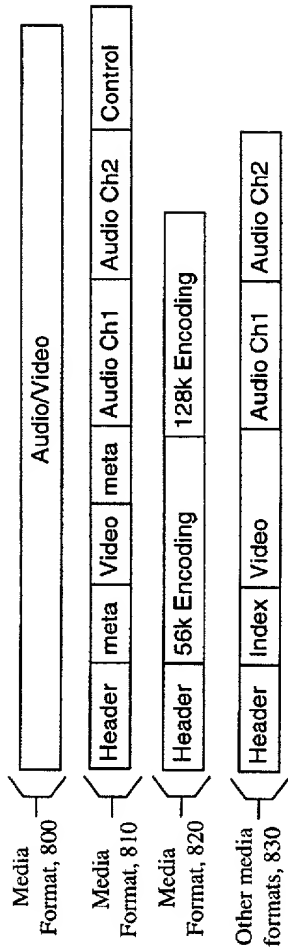 Media
Format, 800
Audio/Video
Media
Format, 810
Header meta Video meta Audio Ch1 Audio Ch2 Control
Media
Format, 820
Header 56k Encoding 128k Encoding
Other media
formats, 830
Header Index Video Audio Ch1 Audio Ch2